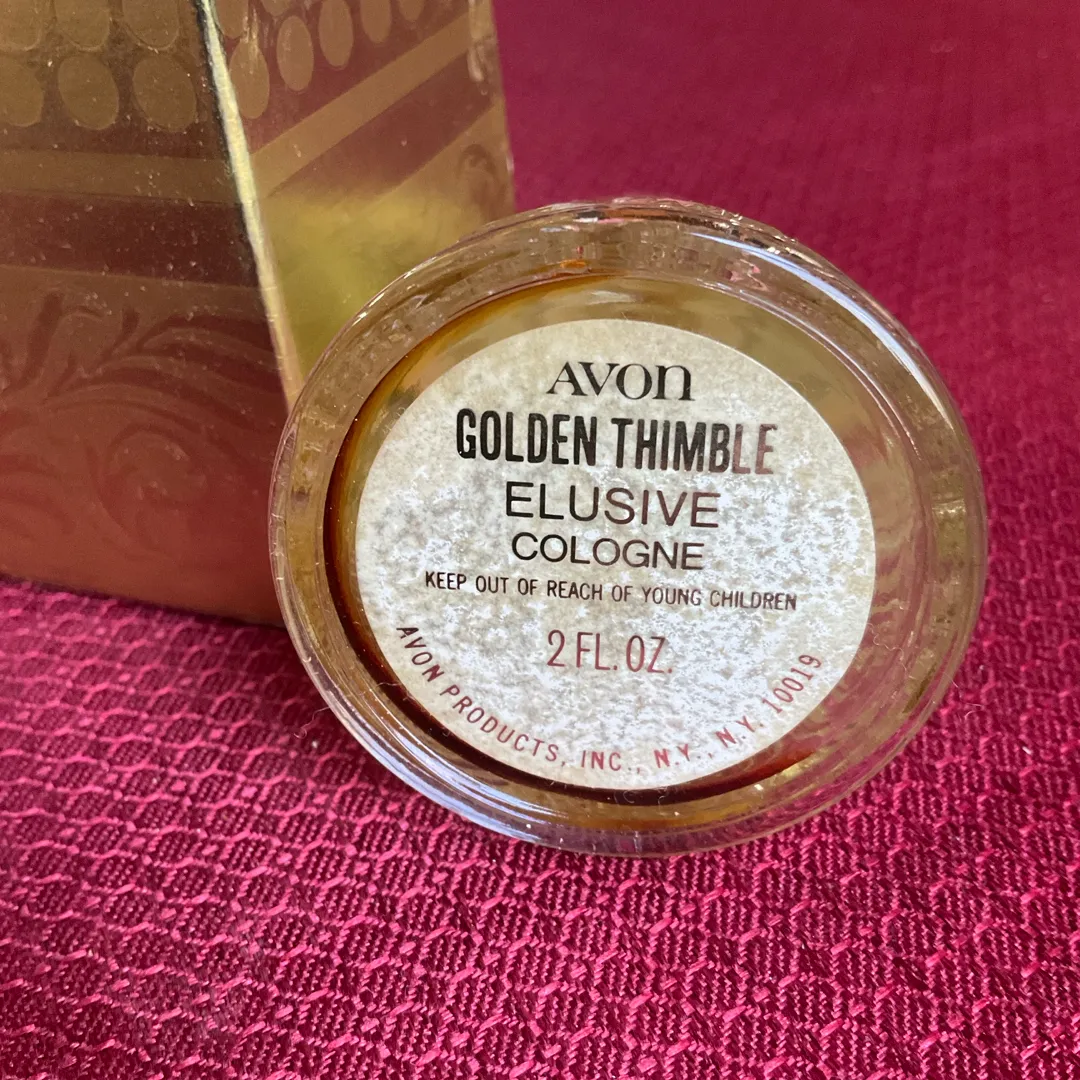 AVON
GOLDEN THIMBLE
ELUSIVE
COLOGNE
KEEP OUT OF REACH OF YOUNG CHILDREN
2 FL. OZ.
AVON PRODUCTS, INC., N.Y., N.Y. 10019